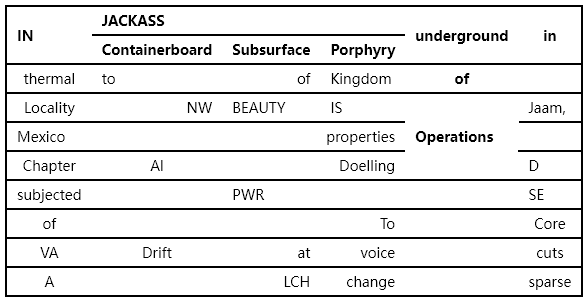 IN JACKASS underground in
Containerboard Subsurface Porphyry
thermal to of Kingdom of
Locality NW BEAUTY IS Jaam,
Mexico properties Operations
Chapter AI Doelling D
subjected PWR SE
of To Core
VA Drift at voice cuts
A LCH change sparse